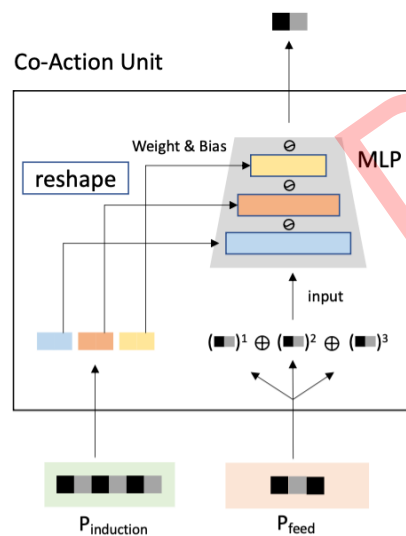 Co-Action Unit
Weight & Bias
MLP
reshape
input
( )¹ ⊕ ( )² ⊕ ( )³
P_induction
P_feed